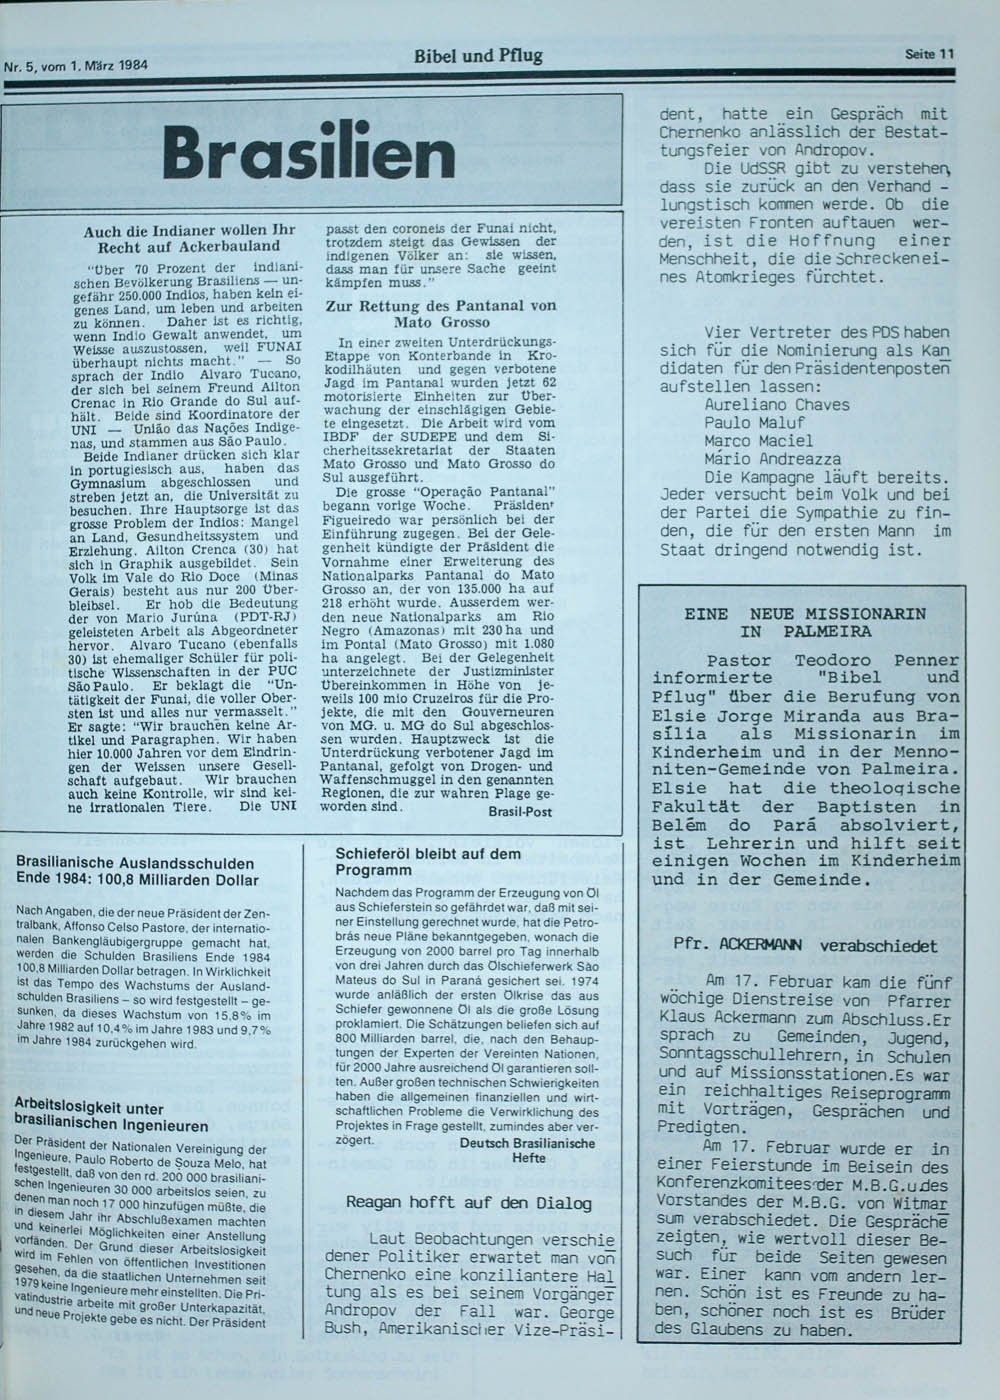 Nr. 5, vom 1. März 1984
Bibel und Pflug
Seite 11
Brasilien
Auch die Indianer wollen Ihr
Recht auf Ackerbauland
"Über 70 Prozent der indiani-
schen Bevölkerung Brasiliens — un-
gefähr 250.000 Indios, haben kein ei-
genes Land, um leben und arbeiten
zu können. Daher ist es richtig,
wenn Indio Gewalt anwendet, um
Weisse auszustossen, weil FUNAI
überhaupt nichts macht." — So
sprach der Indio Alvaro Tucano,
der sich bei seinem Freund Ailton
Crenac in Rio Grande do Sul auf-
hält. Beide sind Koordinatore der
UNI — União das Nações Indige-
nas, und stammen aus São Paulo.
Beide Indianer drücken sich klar
in portugiesisch aus, haben das
Gymnasium abgeschlossen und
streben jetzt an, die Universität zu
besuchen. Ihre Hauptsorge ist das
grosse Problem der Indios: Mangel
an Land, Gesundheitssystem und
Erziehung. Ailton Crenca (30) hat
sich in Graphik ausgebildet. Sein
Volk im Vale do Rio Doce (Minas
Gerais) besteht aus nur 200 Über-
bleibsel. Er hob die Bedeutung
der von Mario Jurúna (PDT-RJ)
geleisteten Arbeit als Abgeordneter
hervor. Alvaro Tucano (ebenfalls
30) ist ehemaliger Schüler für poli-
tische Wissenschaften in der PUC
São Paulo. Er beklagt die "Un-
tätigkeit der Funai, die voller Ober-
sten ist und alles nur vermasselt."
Er sagte: "Wir brauchen keine Ar-
tikel und Paragraphen. Wir haben
hier 10.000 Jahren vor dem Eindrin-
gen der Weissen unsere Gesell-
schaft aufgebaut. Wir brauchen
auch keine Kontrolle, wir sind kei-
ne irrationalen Tiere. Die UNI
passt den coroneis der Funai nicht,
trotzdem steigt das Gewissen der
indigenen Völker an: sie wissen,
dass man für unsere Sache geeint
kämpfen muss."
Zur Rettung des Pantanal von
Mato Grosso
In einer zweiten Unterdrückungs-
Etappe von Konterbande in Kro-
kodilhäuten und gegen verbotene
Jagd im Pantanal wurden jetzt 62
motorisierte Einheiten zur Über-
wachung der einschlägigen Gebie-
te eingesetzt. Die Arbeit wird vom
IBDF der SUDEPE und dem Si-
cherheitssekretariat der Staaten
Mato Grosso und Mato Grosso do
Sul ausgeführt.
Die grosse "Operação Pantanal"
begann vorige Woche. Präsident
Figueiredo war persönlich bei der
Einführung zugegen. Bei der Gele-
genheit kündigte der Präsident die
Vornahme einer Erweiterung des
Nationalparks Pantanal do Mato
Grosso an, der von 135.000 ha auf
218 erhöht wurde. Ausserdem wer-
den neue Nationalparks am Rio
Negro (Amazonas) mit 230 ha und
im Pontal (Mato Grosso) mit 1.080
ha angelegt. Bei der Gelegenheit
unterzeichnete der Justizminister
Übereinkommen in Höhe von je-
weils 100 mio Cruzeiros für die Pro-
jekte, die mit den Gouverneuren
von MG. u. MG do Sul abgeschlos-
sen wurden. Hauptzweck ist die
Unterdrückung verbotener Jagd im
Pantanal, gefolgt von Drogen- und
Waffenschmuggel in den genannten
Regionen, die zur wahren Plage ge-
worden sind.
Brasil-Post
Brasilianische Auslandsschulden
Ende 1984: 100,8 Milliarden Dollar
Nach Angaben, die der neue Präsident der Zen-
tralbank, Affonso Celso Pastore, der internatio-
nalen Bankengläubigergruppe gemacht hat,
werden die Schulden Brasiliens Ende 1984
100,8 Milliarden Dollar betragen. In Wirklichkeit
ist das Tempo des Wachstums der Ausland-
schulden Brasiliens – so wird festgestellt – ge-
sunken, da dieses Wachstum von 15,8% im
Jahre 1982 auf 10,4% im Jahre 1983 und 9,7%
im Jahre 1984 zurückgehen wird.
Arbeitslosigkeit unter
brasilianischen Ingenieuren
Der Präsident der Nationalen Vereinigung der
Ingenieure, Paulo Roberto de Souza Melo, hat
festgestellt, daß von den rd. 200 000 brasiliani-
schen Ingenieuren 30 000 arbeitslos seien, zu
denen man noch 17 000 hinzufügen müßte, die
in diesem Jahr ihr Abschlußexamen machten
und keinerlei Möglichkeiten einer Anstellung
vorfänden. Der Grund dieser Arbeitslosigkeit
wird im Fehlen von öffentlichen Investitionen
gesehen, da die staatlichen Unternehmen seit
1979 keine Ingenieure mehr einstellten. Die Pri-
vatindustrie arbeite mit großer Unterkapazität,
und neue Projekte gebe es nicht. Der Präsident
Schieferöl bleibt auf dem
Programm
Nachdem das Programm der Erzeugung von Öl
aus Schieferstein so gefährdet war, daß mit sei-
ner Einstellung gerechnet wurde, hat die Petro-
brás neue Pläne bekanntgegeben, wonach die
Erzeugung von 2000 barrel pro Tag innerhalb
von drei Jahren durch das Ölschieferwerk São
Mateus do Sul in Paraná gesichert sei. 1974
wurde anläßlich der ersten Ölkrise das aus
Schiefer gewonnene Öl als die große Lösung
proklamiert. Die Schätzungen beliefen sich auf
800 Milliarden barrel, die, nach den Behaup-
tungen der Experten der Vereinten Nationen,
für 2000 Jahre ausreichend Öl garantieren soll-
ten. Außer großen technischen Schwierigkeiten
haben die allgemeinen finanziellen und wirt-
schaftlichen Probleme die Verwirklichung des
Projektes in Frage gestellt, zumindes aber ver-
zögert.
Deutsch Brasilianische
Hefte
Reagan hofft auf den Dialog
Laut Beobachtungen verschie
dener Politiker erwartet man von
Chernenko eine konziliantere Hal
tung als es bei seinem Vorgänger
Andropov der Fall war. George
Bush, Amerikanischer Vize-Präsi-
dent, hatte ein Gespräch mit
Chernenko anlässlich der Bestat-
tungsfeier von Andropov.
Die UdSSR gibt zu verstehen,
dass sie zurück an den Verhand -
lungstisch kommen werde. Ob die
vereisten Fronten auftauen wer-
den, ist die Hoffnung einer
Menschheit, die die Schrecken ei-
nes Atomkrieges fürchtet.
Vier Vertreter des PDS haben
sich für die Nominierung als Kan
didaten für den Präsidentenposten
aufstellen lassen:
Aureliano Chaves
Paulo Maluf
Marco Maciel
Mário Andreazza
Die Kampagne läuft bereits.
Jeder versucht beim Volk und bei
der Partei die Sympathie zu fin-
den, die für den ersten Mann im
Staat dringend notwendig ist.
EINE NEUE MISSIONARIN
IN PALMEIRA
Pastor Teodoro Penner
informierte "Bibel und
Pflug" über die Berufung von
Elsie Jorge Miranda aus Bra-
sília als Missionarin im
Kinderheim und in der Menno-
niten-Gemeinde von Palmeira.
Elsie hat die theologische
Fakultät der Baptisten in
Belém do Pará absolviert,
ist Lehrerin und hilft seit
einigen Wochen im Kinderheim
und in der Gemeinde.
Pfr. ACKERMANN verabschiedet
Am 17. Februar kam die fünf
wöchige Dienstreise von Pfarrer
Klaus Ackermann zum Abschluss.Er
sprach zu Gemeinden, Jugend,
Sonntagsschullehrern, in Schulen
und auf Missionsstationen.Es war
ein reichhaltiges Reiseprogramm
mit Vorträgen, Gesprächen und
Predigten.
Am 17. Februar wurde er in
einer Feierstunde im Beisein des
Konferenzkomitees der M.B.G.u.des
Vorstandes der M.B.G. von Witmar
sum verabschiedet. Die Gespräche
zeigten, wie wertvoll dieser Be-
such für beide Seiten gewesen
war. Einer kann vom andern ler-
nen. Schön ist es Freunde zu ha-
ben, schöner noch ist es Brüder
des Glaubens zu haben.